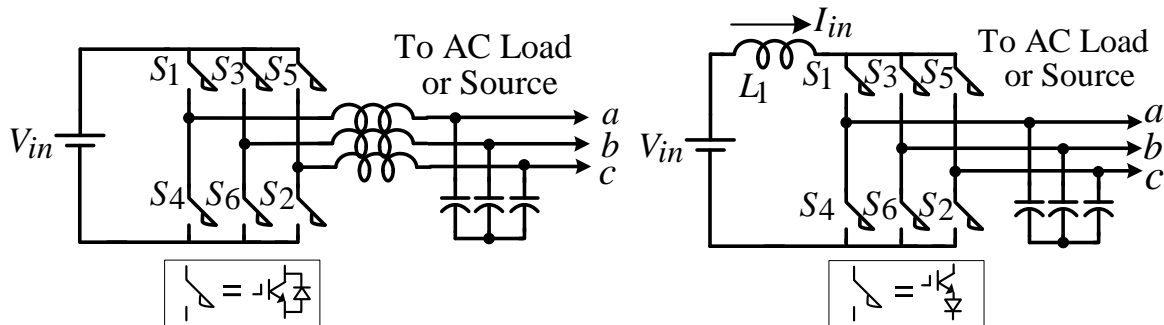 To AC Load
or Source
S1 S3 S5
a
b
c
Vin
S4 S6 S2
=
Iin
To AC Load
or Source
L1
S1 S3 S5
a
b
c
Vin
S4 S6 S2
=